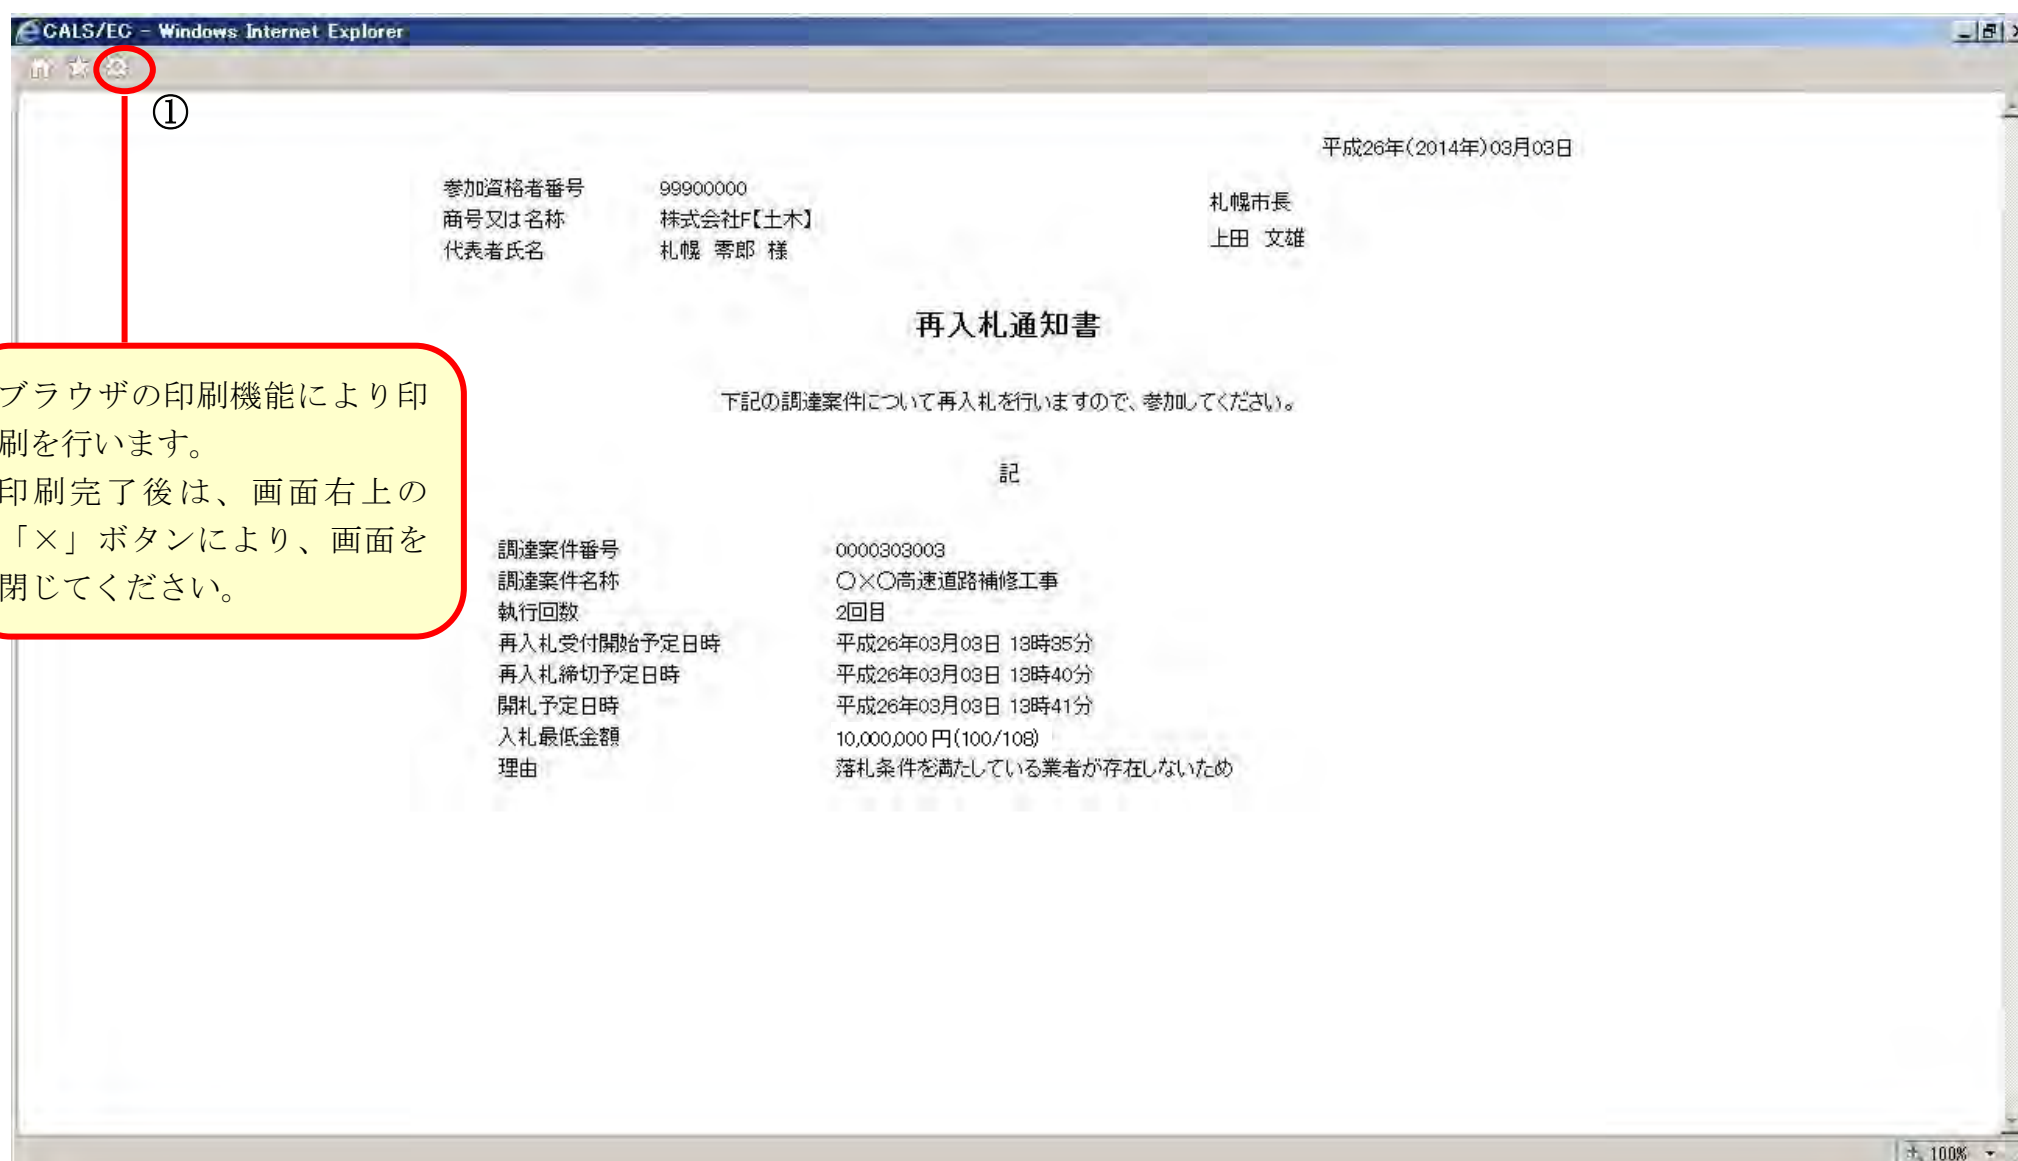 CALS/EC - Windows Internet Explorer
①
平成26年(2014年)03月03日
参加資格者番号 99900000
商号又は名称 株式会社F【土木】
代表者氏名 札幌 零郎 様
札幌市長
上田 文雄
再入札通知書
下記の調達案件について再入札を行いますので、参加してください。
記
ブラウザの印刷機能により印
刷を行います。
印刷完了後は、画面右上の
「×」ボタンにより、画面を
閉じてください。
調達案件番号 0000303003
調達案件名称 ○×○高速道路補修工事
執行回数 2回目
再入札受付開始予定日時 平成26年03月03日 13時35分
再入札締切予定日時 平成26年03月03日 13時40分
開札予定日時 平成26年03月03日 13時41分
入札最低金額 10,000,000円(100/108)
理由 落札条件を満たしている業者が存在しないため
100%